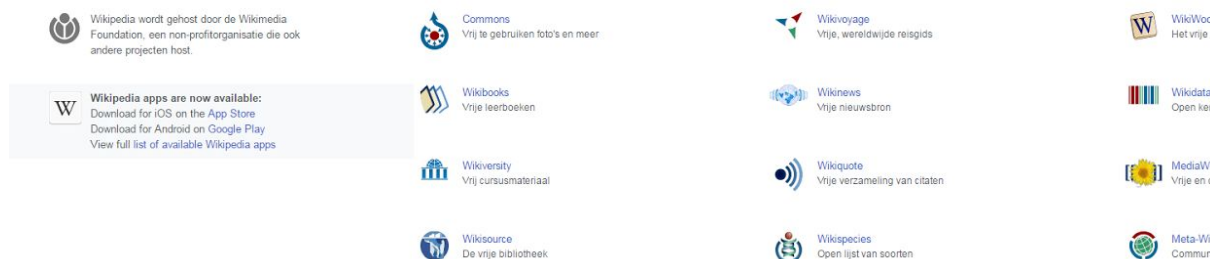 Wikipedia wordt gehost door de Wikimedia
Foundation, een non-profitorganisatie die ook
andere projecten host.
W
Wikipedia apps are now available:
Download for iOS on the App Store
Download for Android on Google Play
View full list of available Wikipedia apps
Commons
Vrij te gebruiken foto's en meer
Wikibooks
Vrije leerboeken
Wikiversity
Vrij cursusmateriaal
Wikisource
De vrije bibliotheek
Wikivoyage
Vrije, wereldwijde reisgids
Wikinews
Vrije nieuwsbron
Wikiquote
Vrije verzameling van citaten
Wikispecies
Open lijst van soorten
W
Het vrije
Wikidata
Open
Vrije en